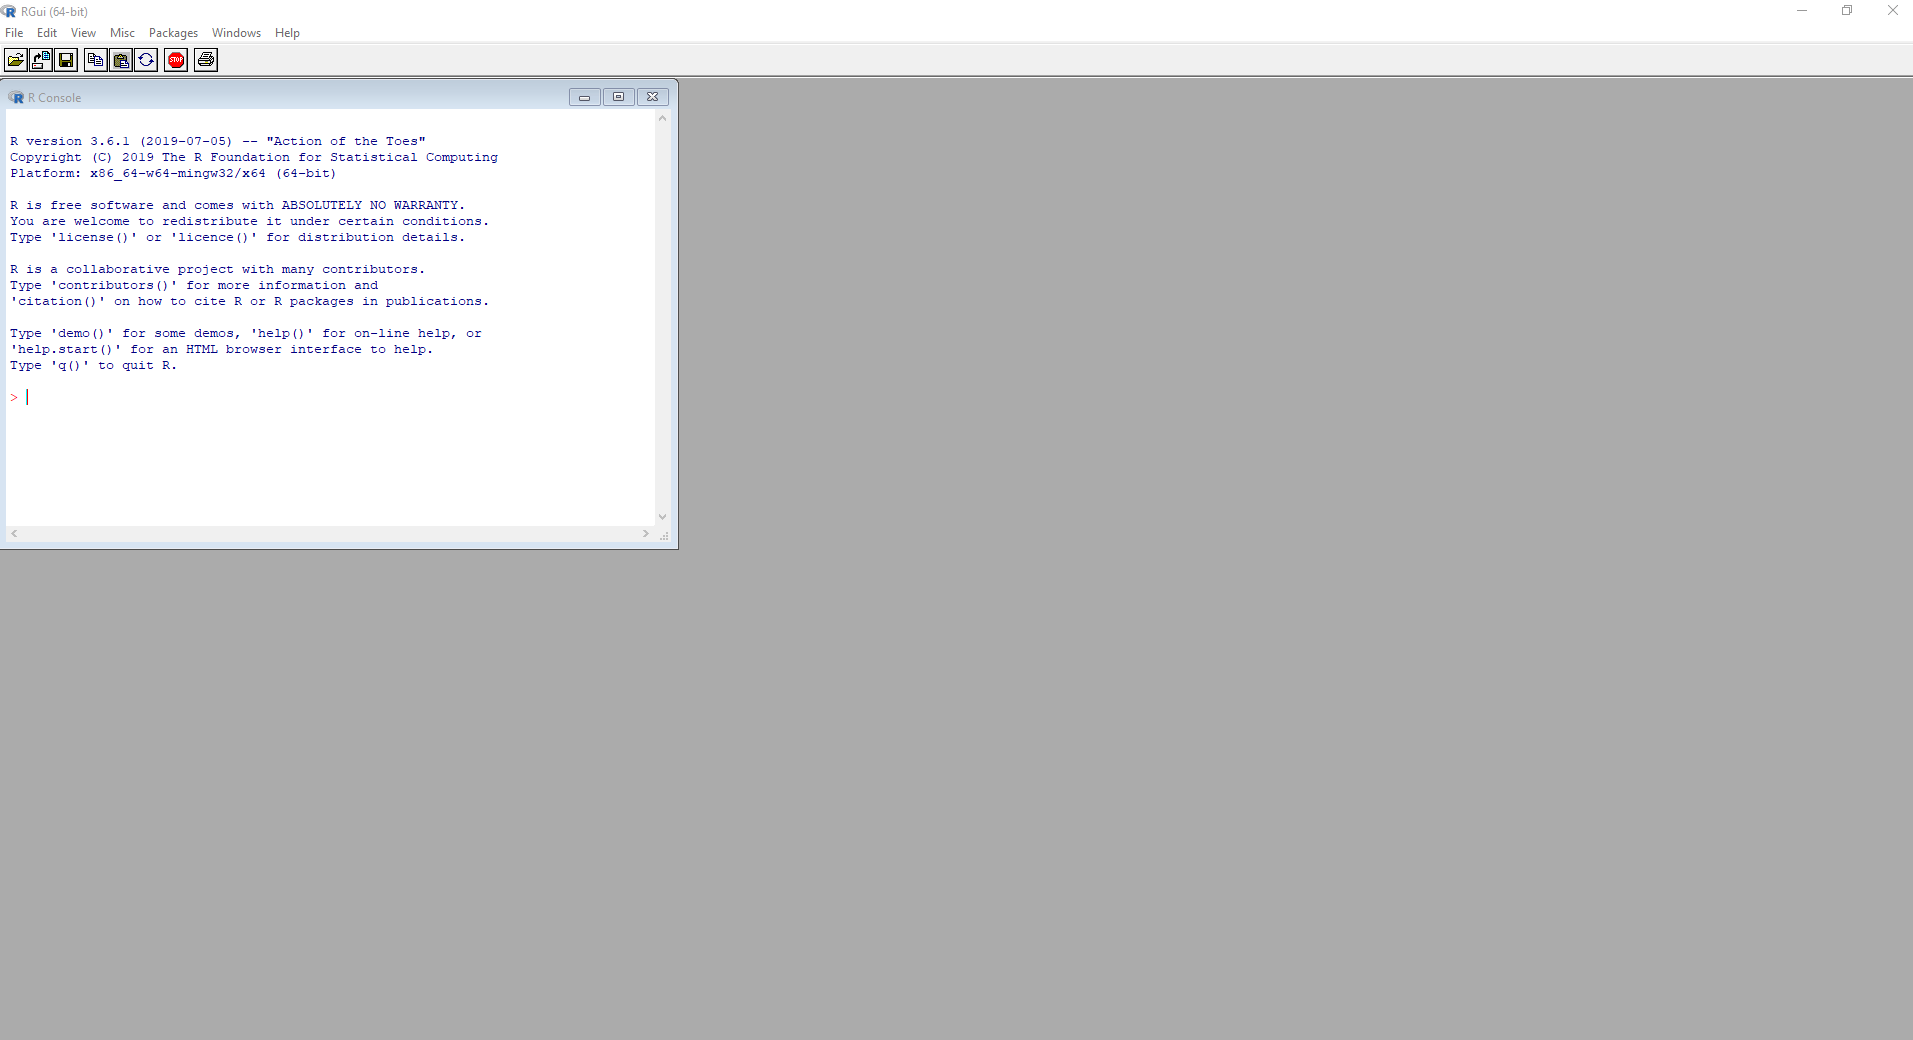 RGui (64-bit)
File Edit View Misc Packages Windows Help
STOP
R Console
R version 3.6.1 (2019-07-05) -- "Action of the Toes"
Copyright (C) 2019 The R Foundation for Statistical Computing
Platform: x86_64-w64-mingw32/x64 (64-bit)
R is free software and comes with ABSOLUTELY NO WARRANTY.
You are welcome to redistribute it under certain conditions.
Type 'license()' or 'licence()' for distribution details.
R is a collaborative project with many contributors.
Type 'contributors()' for more information and
'citation()' on how to cite R or R packages in publications.
Type 'demo()' for some demos, 'help()' for on-line help, or
'help.start()' for an HTML browser interface to help.
Type 'q()' to quit R.
>